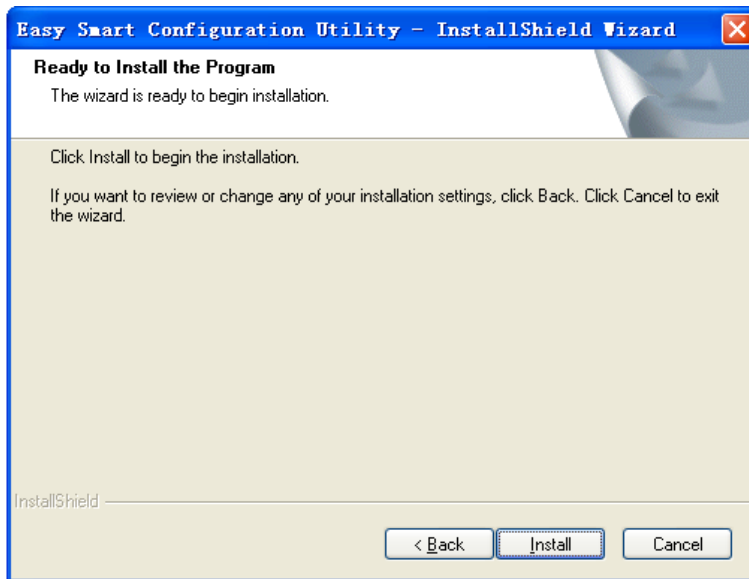 Easy Smart Configuration Utility - InstallShield Wizard
Ready to Install the Program
The wizard is ready to begin installation.
Click Install to begin the installation.
If you want to review or change any of your installation settings, click Back. Click Cancel to exit
the wizard.
InstallShield
< Back
Install
Cancel